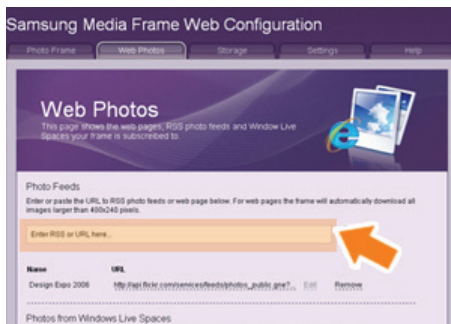 Samsung Media Frame Web Configuration
Photo Frame Web Photos Storage Settings Help
Web Photos
This page shows the web pages, RSS photo feeds and Window Live
Spaces your frame is subscribed to.
Photo Feeds
Enter or paste the URL to RSS photo feeds or web page below. For web pages the frame will automatically download all
images larger than 400x240 pixels.
Enter RSS or URL here...
Name URL
Design Expo 2008 http://api.flickr.com/services/feeds/photos_public.gne?... Edit Remove
Photos from Windows Live Spaces